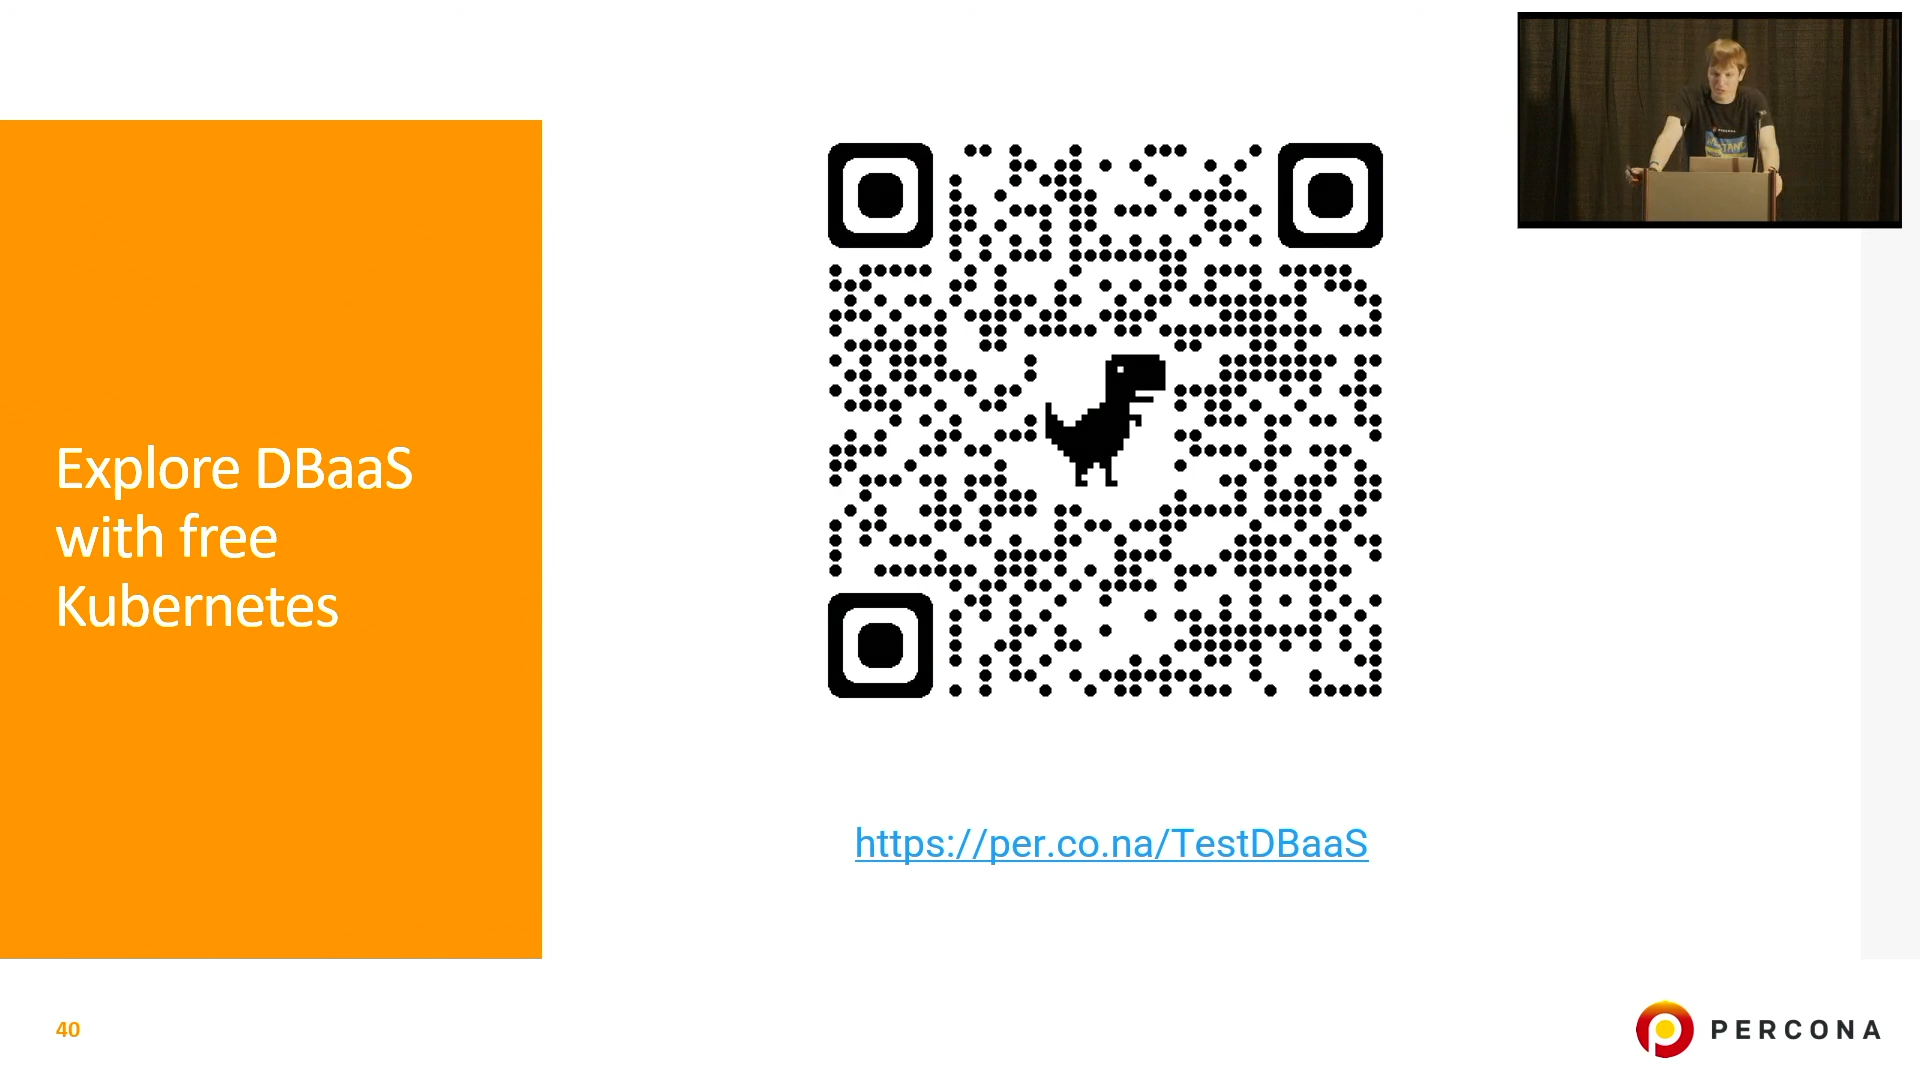 Explore DBaaS
with free
Kubernetes
https://per.co.na/TestDBaaS
40
PERCONA